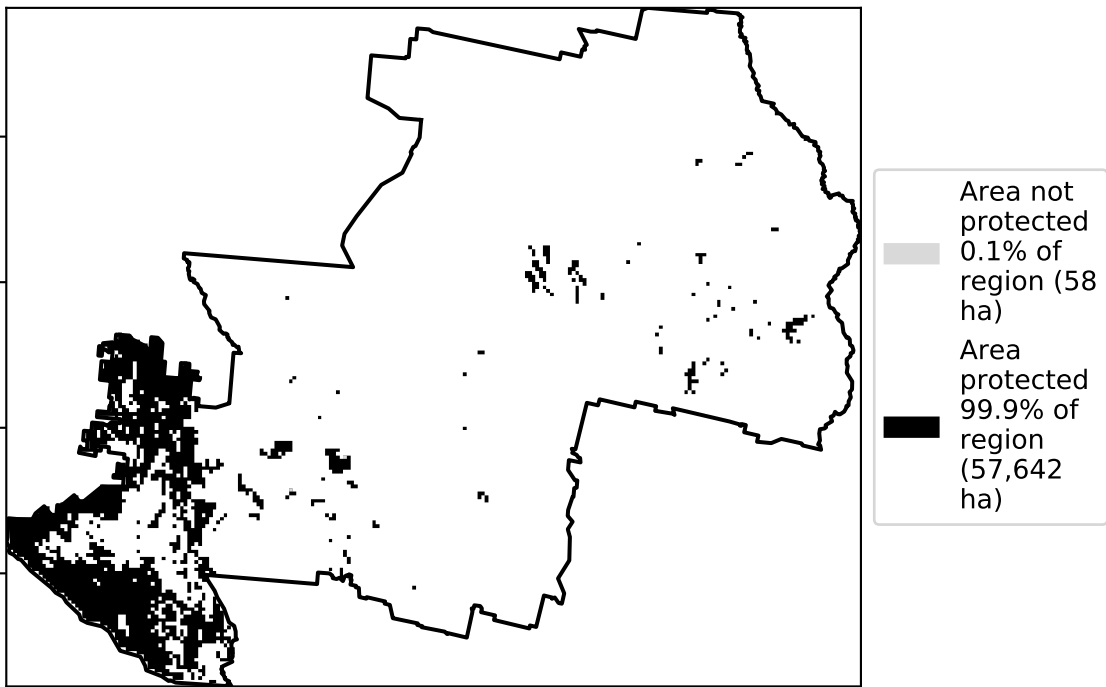 Area not
protected
0.1% of
region (58
ha)
Area
protected
99.9% of
region
(57,642
ha)